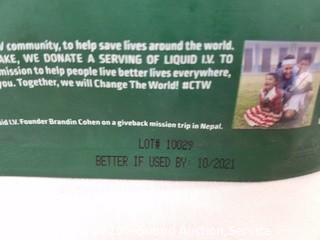 community, to help save lives around the world.
AKE, WE DONATE A SERVING OF LIQUID I.V. TO
mission to help people live better lives everywhere,
you. Together, we will Change The World! #CTW
I.V. Founder Brandin Cohen on a giveback mission trip in Nepal.
LOT# 10029
BETTER IF USED BY: 10/2021
Auction Service